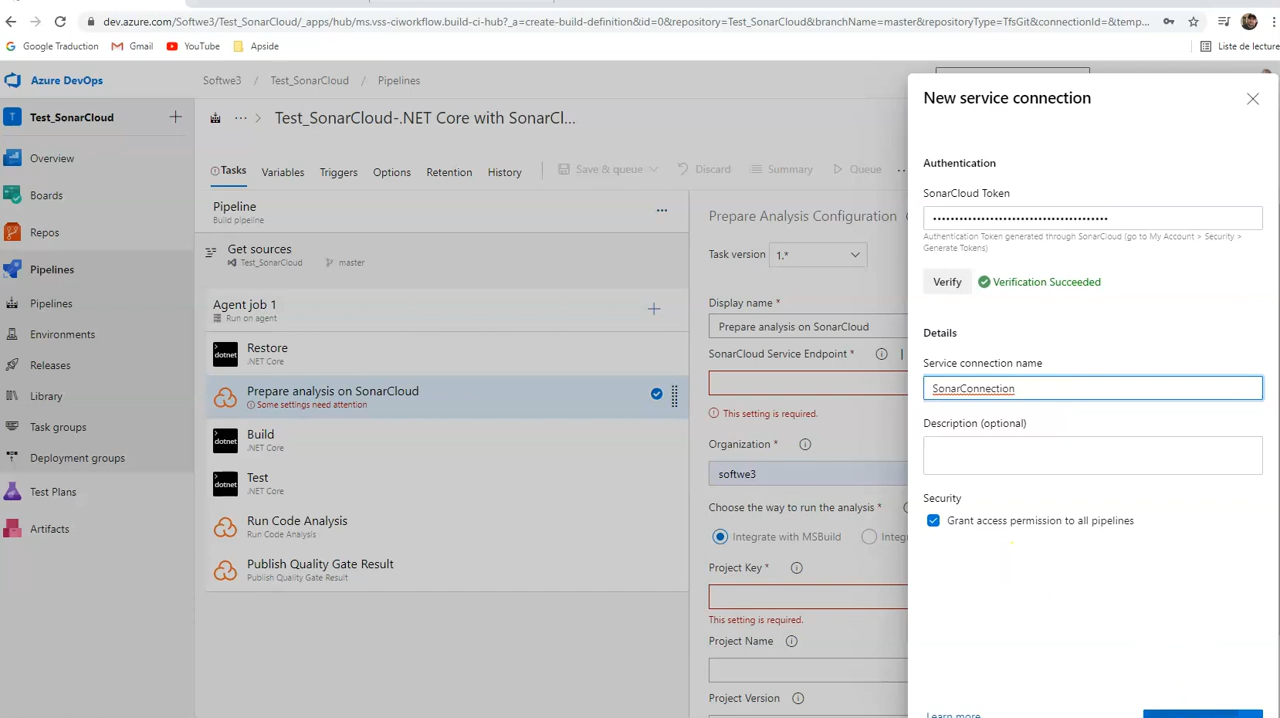 dev.azure.com/Softwe3/Test_SonarCloud/_apps/hub/ms.vss-ciworkflow.build-ci-hub?_a=create-build-definition&id=0&repository=Test_SonarCloud&branchName=master&repositoryType=TfsGit&connectionId=&temp...
Google Traduction
Gmail
YouTube
Apside
Liste de lecture
Azure DevOps
Softwe3 / Test_SonarCloud / Pipelines
T Test_SonarCloud
Overview
Boards
Repos
Pipelines
Pipelines
Environments
Releases
Library
Task groups
Deployment groups
Test Plans
Artifacts
... > Test_SonarCloud-.NET Core with SonarCl...
Tasks Variables Triggers Options Retention History
Save & queue Discard Summary Queue ...
Pipeline
Build pipeline
...
Get sources
Test_SonarCloud master
Agent job 1
Run on agent
dotnet
Restore
.NET Core
Prepare analysis on SonarCloud
Some settings need attention
dotnet
Build
.NET Core
dotnet
Test
.NET Core
Run Code Analysis
Run Code Analysis
Publish Quality Gate Result
Publish Quality Gate Result
Prepare Analysis Configuration
Task version 1.*
Display name *
Prepare analysis on SonarCloud
SonarCloud Service Endpoint * |
This setting is required.
Organization *
softwe3
Choose the way to run the analysis *
Integrate with MSBuild
Integ
Project Key *
This setting is required.
Project Name
Project Version
New service connection
Authentication
SonarCloud Token
Authentication Token generated through SonarCloud (go to My Account > Security >
Generate Tokens)
Verify Verification Succeeded
Details
Service connection name
SonarConnection
Description (optional)
Security
Grant access permission to all pipelines
Learn more